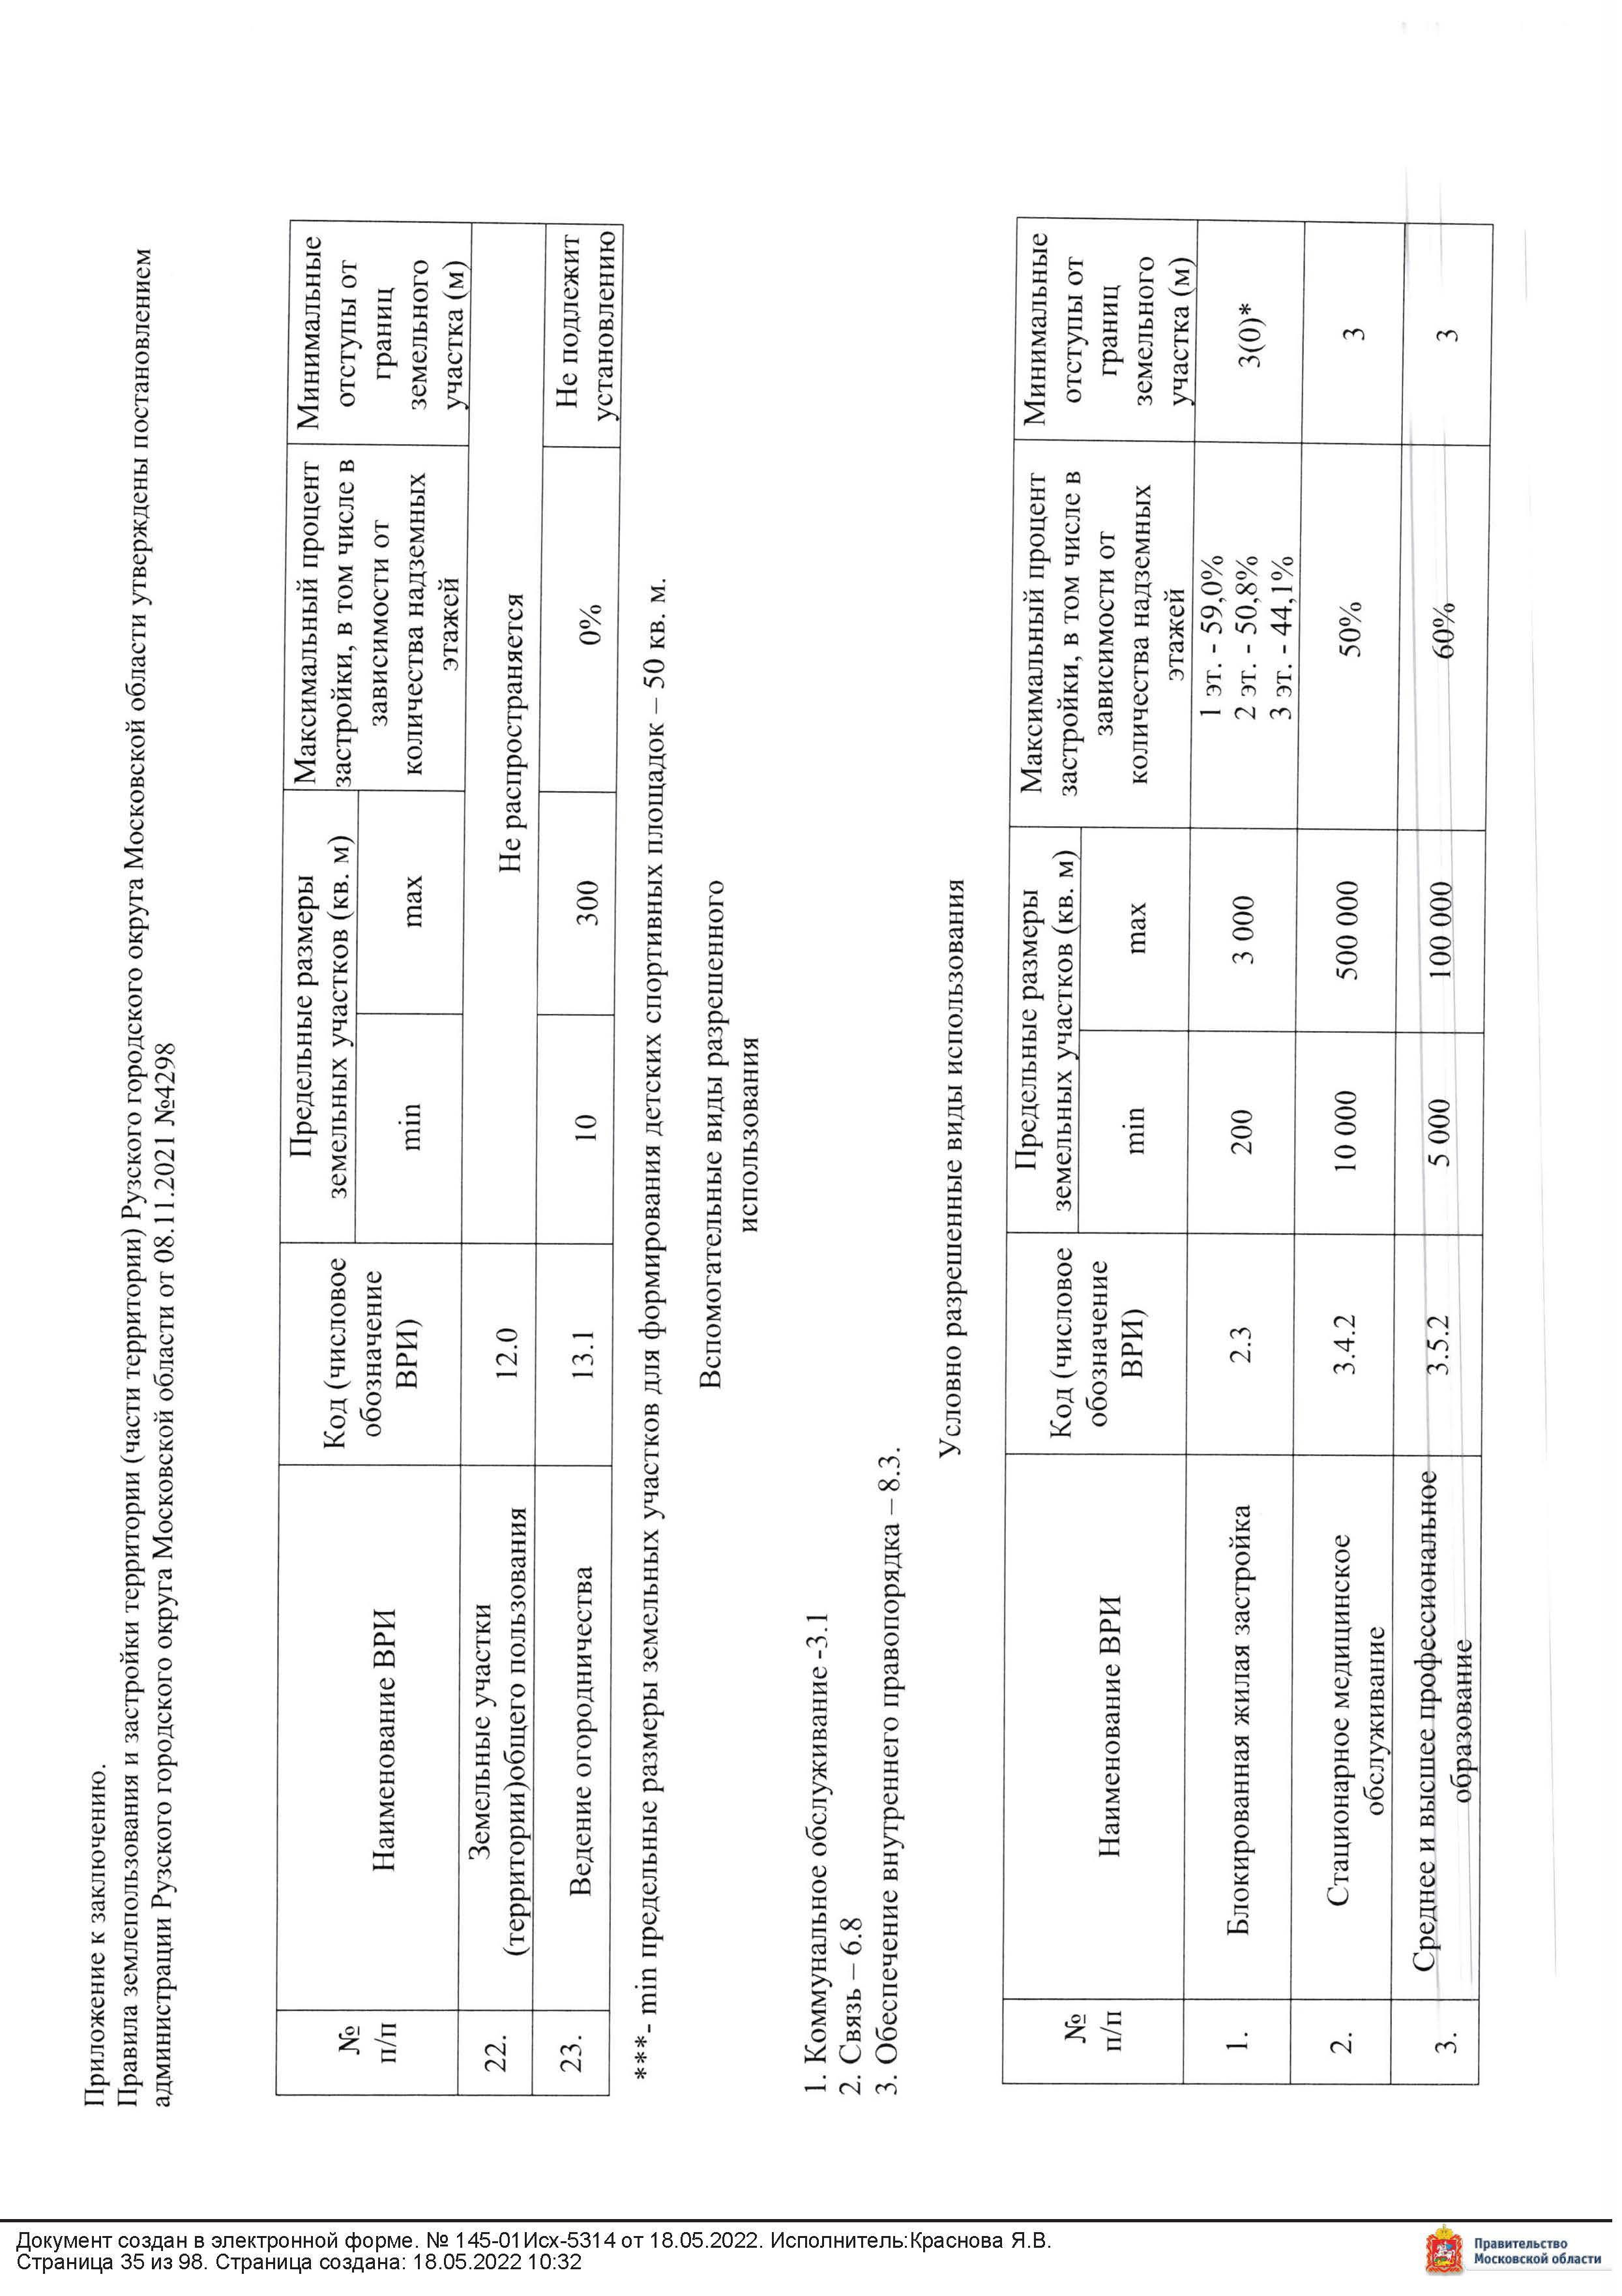 Приложение к заключению.
Правила землепользования и застройки территории (части территории) Рузского городского округа Московской области утверждены постановлением
администрации Рузского городского округа Московской области от 08.11.2021 №4298
№
п/п
Наименование ВРИ
Код (числовое
обозначение
ВРИ)
Предельные размеры
земельных участков (кв. м)
min
max
Максимальный процент
застройки, в том числе в
зависимости от
количества надземных
этажей
Минимальные
отступы от
границ
земельного
участка (м)
22.
Земельные участки
(территории)общего пользования
12.0
Не распространяется
23.
Ведение огородничества
13.1
10
300
0%
Не подлежит
установлению
***- min предельные размеры земельных участков для формирования детских спортивных площадок – 50 кв. м.
Вспомогательные виды разрешенного
использования
1. Коммунальное обслуживание -3.1
2. Связь – 6.8
3. Обеспечение внутреннего правопорядка – 8.3.
Условно разрешенные виды использования
№
п/п
Наименование ВРИ
Код (числовое
обозначение
ВРИ)
Предельные размеры
земельных участков (кв. м)
min
max
Максимальный процент
застройки, в том числе в
зависимости от
количества надземных
этажей
Минимальные
отступы от
границ
земельного
участка (м)
1.
Блокированная жилая застройка
2.3
200
3 000
1 эт. - 59,0%
2 эт. - 50,8%
3 эт. - 44,1%
3(0)*
2.
Стационарное медицинское
обслуживание
3.4.2
10 000
500 000
50%
3
3.
Среднее и высшее профессиональное
образование
3.5.2
5 000
100 000
60%
3
Документ создан в электронной форме. № 145-01Исх-5314 от 18.05.2022. Исполнитель:Краснова Я.В.
Страница 35 из 98. Страница создана: 18.05.2022 10:32
Правительство
Московской области